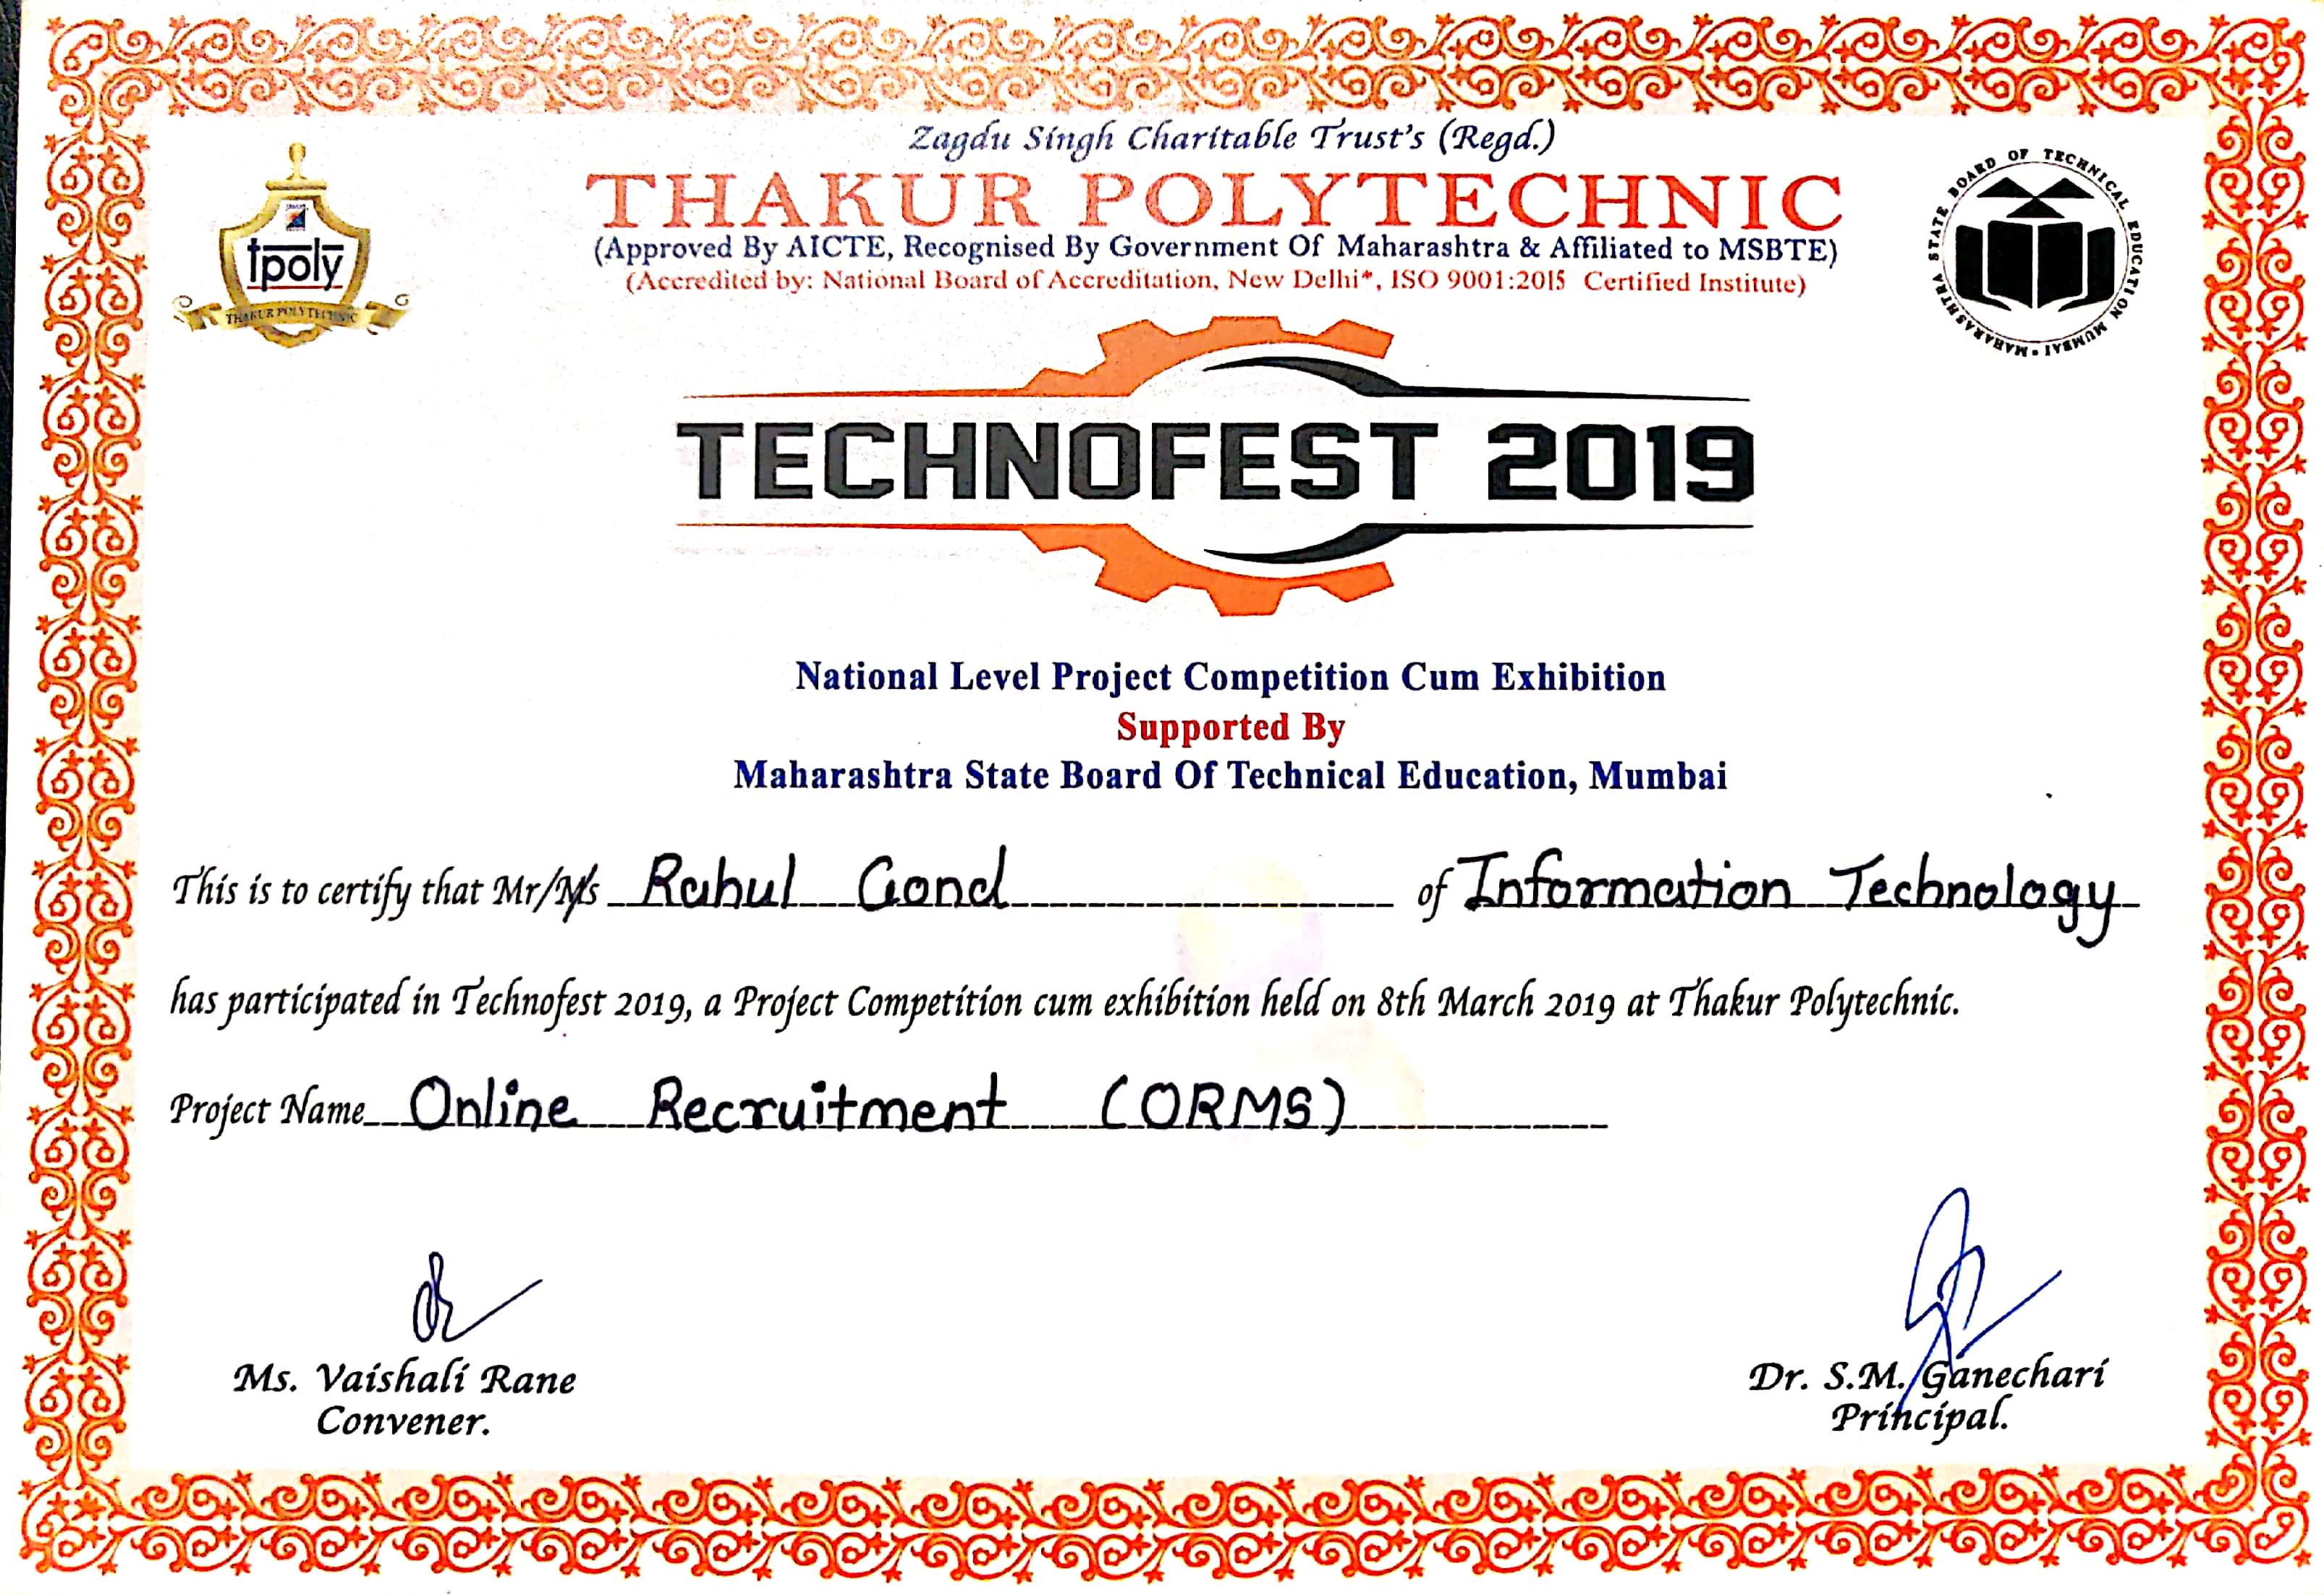 Zagdu Singh Charitable Trust's (Regd.)
THAKUR POLYTECHNIC
(Approved By AICTE, Recognised By Government Of Maharashtra & Affiliated to MSBTE)
(Accredited by: National Board of Accreditation, New Delhi*, ISO 9001:2015 Certified Institute)
tpoly
THAKUR POLYTECHNIC
MAHARASHTRA STATE BOARD OF TECHNICAL EDUCATION MUMBAI •
TECHNOFEST 2019
National Level Project Competition Cum Exhibition
Supported By
Maharashtra State Board Of Technical Education, Mumbai
This is to certify that Mr/Ms Rahul Gond of Information Technology
has participated in Technofest 2019, a Project Competition cum exhibition held on 8th March 2019 at Thakur Polytechnic.
Project Name Online Recruitment (ORMS)
Ms. Vaishali Rane
Convener.
Dr. S.M. Ganechari
Principal.